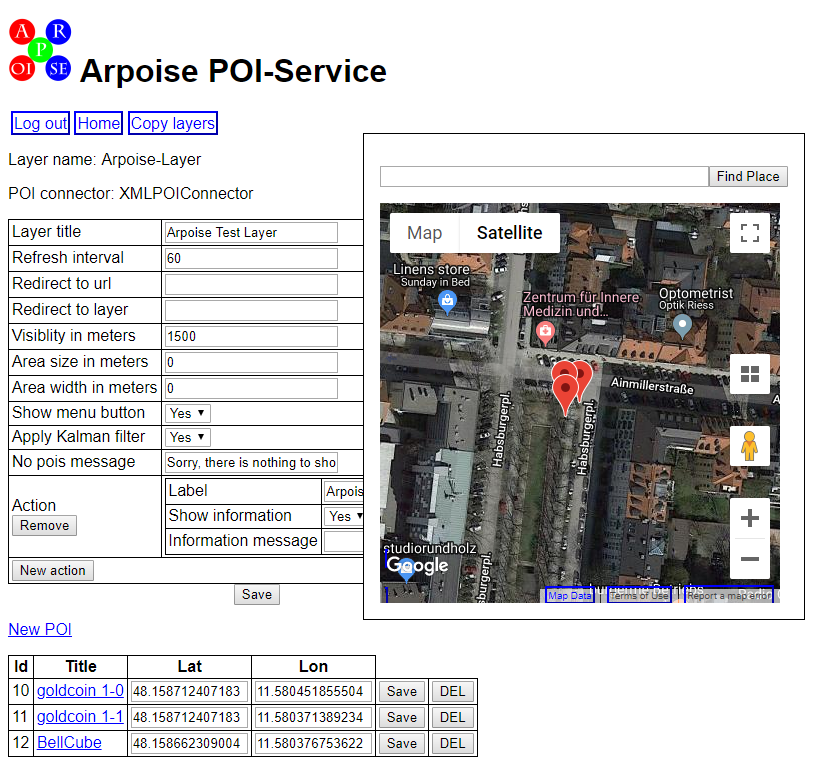 A R
P
OI SE
Arpoise POI-Service
Log out Home Copy layers
Layer name: Arpoise-Layer
POI connector: XMLPOIConnector
Layer title Arpoise Test Layer
Refresh interval 60
Redirect to url
Redirect to layer
Visiblity in meters 1500
Area size in meters 0
Area width in meters 0
Show menu button Yes
Apply Kalman filter Yes
No pois message Sorry, there is nothing to sho
Action
Remove
Label Arpois
Show information Yes
Information message
New action
Save
Find Place
Map Satellite
Linens store
Sunday in Bed
Zentrum für Innere
Medizin und...
Optometrist
Optik Riess
Ainmillerstraße
Habsburgerpl.
Habsburgerpl.
studiorundholz
Google
Map Data Terms of Use Report a map error
New POI
Id Title Lat Lon
10 goldcoin 1-0 48.158712407183 11.580451855504 Save DEL
11 goldcoin 1-1 48.158712407183 11.580371389234 Save DEL
12 BellCube 48.158662309004 11.580376753622 Save DEL